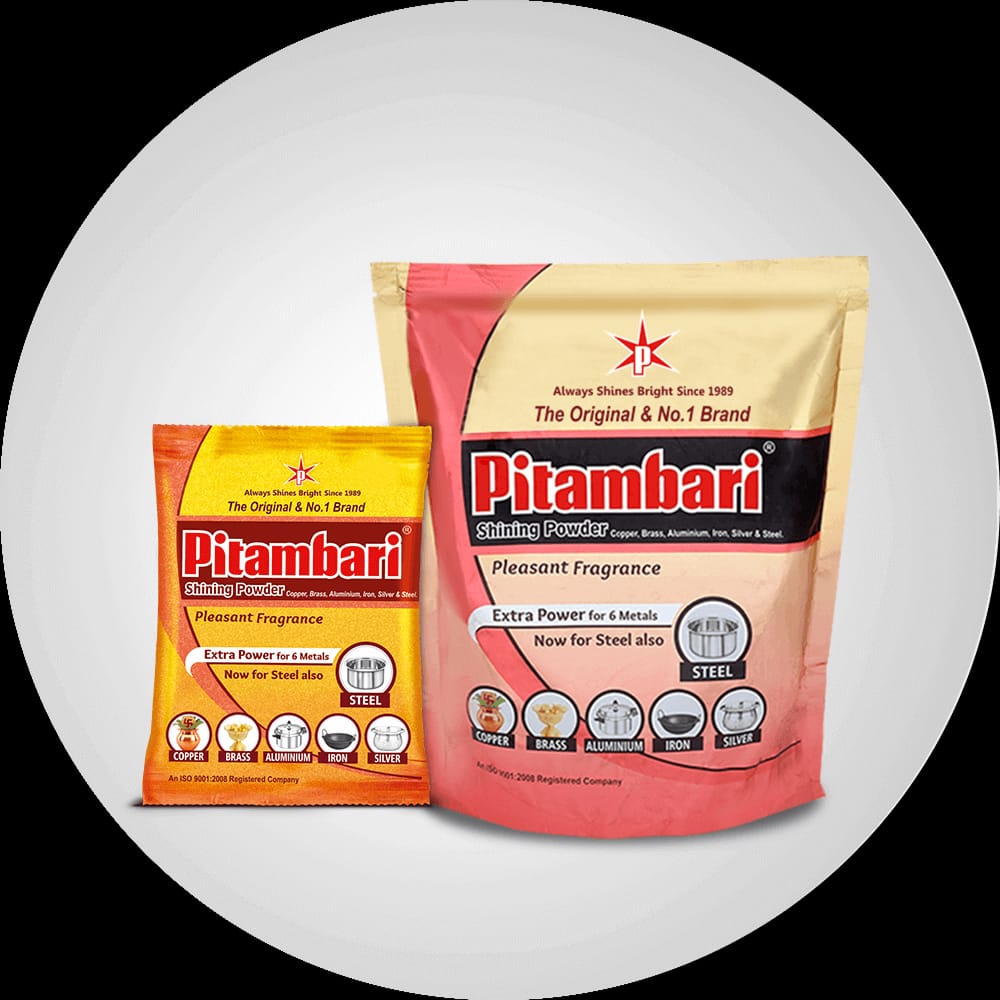 P
Always Shines Bright Since 1989
The Original & No.1 Brand
Pitambari®
Shining Powder Copper, Brass, Aluminium, Iron, Silver & Steel.
Pleasant Fragrance
Extra Power for 6 Metals
Now for Steel also
STEEL
COPPER BRASS ALUMINIUM IRON SILVER
An ISO 9001:2008 Registered Company
P
Always Shines Bright Since 1989
The Original & No.1 Brand
Pitambari®
Shining Powder Copper, Brass, Aluminium, Iron, Silver & Steel.
Pleasant Fragrance
Extra Power for 6 Metals
Now for Steel also
STEEL
COPPER BRASS ALUMINIUM IRON SILVER
An ISO 9001:2008 Registered Company